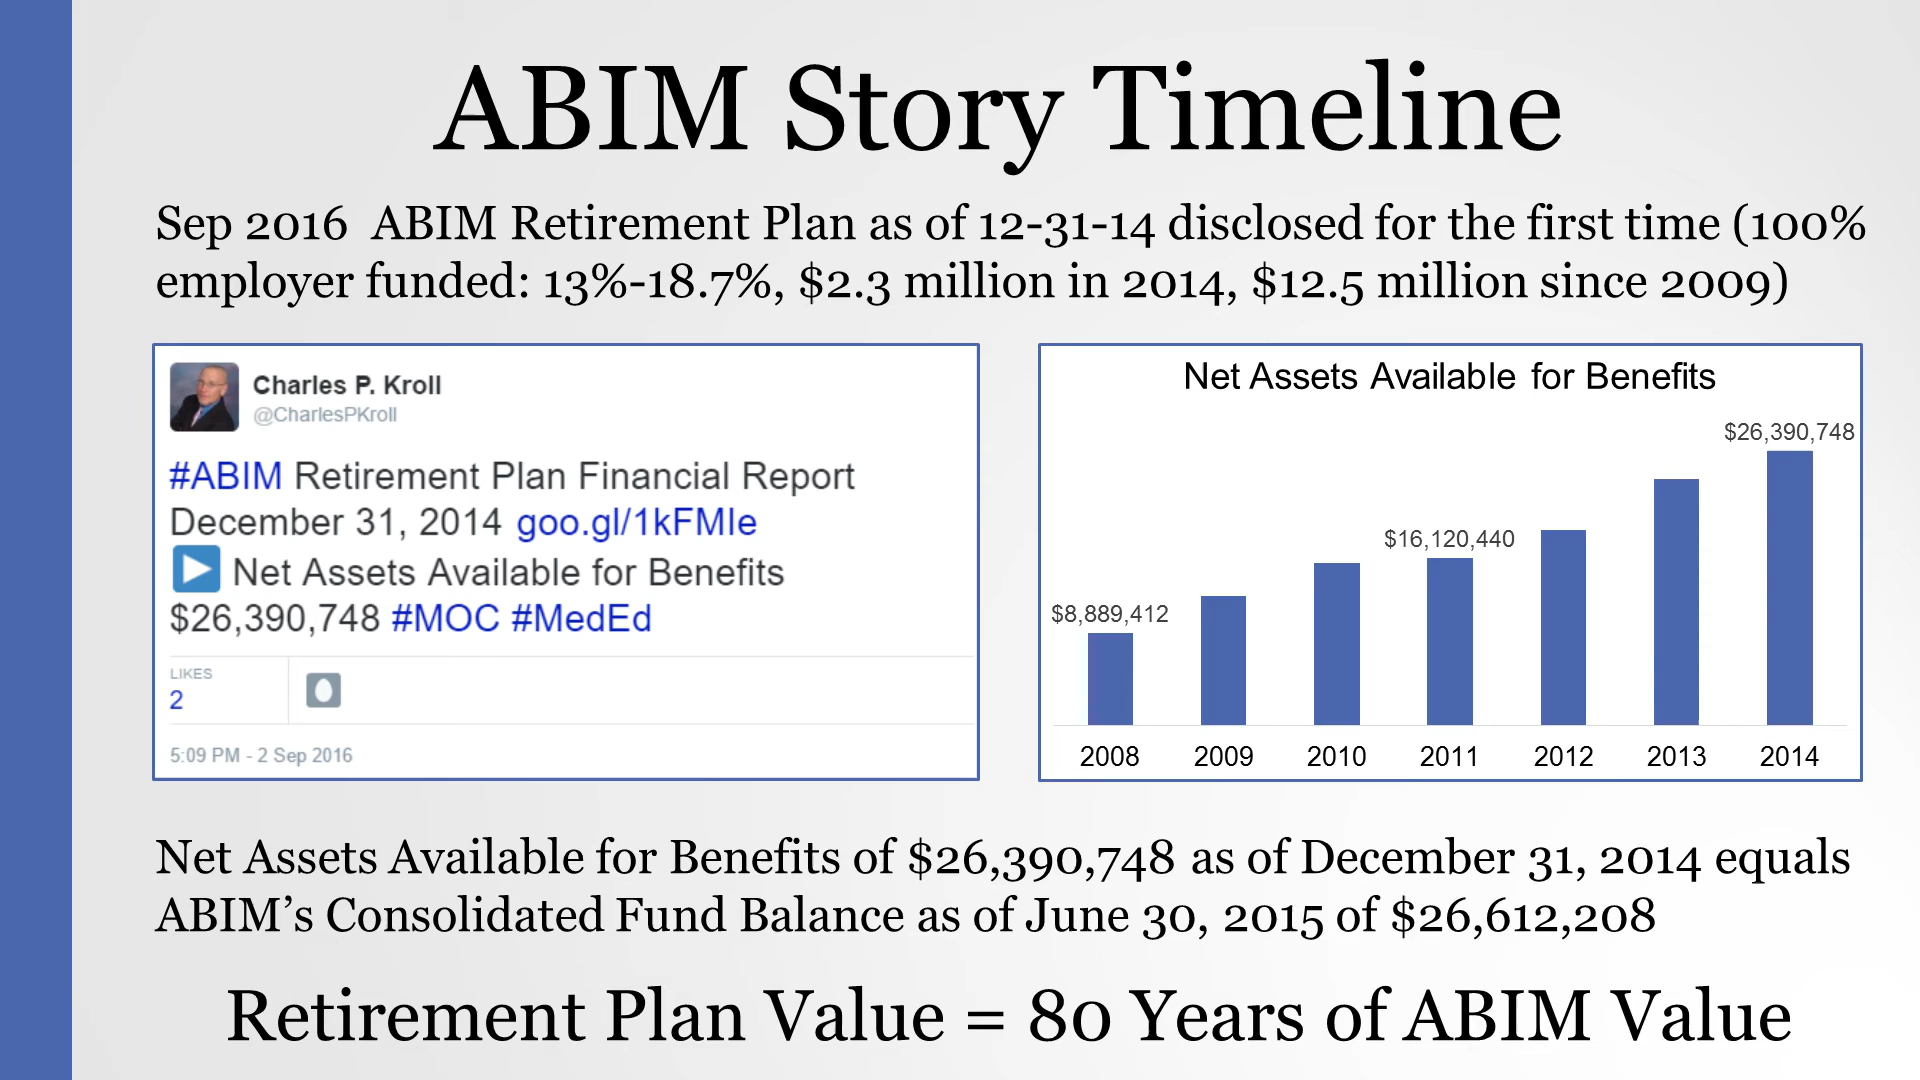 ABIM Story Timeline
Sep 2016 ABIM Retirement Plan as of 12-31-14 disclosed for the first time (100%
employer funded: 13%-18.7%, $2.3 million in 2014, $12.5 million since 2009)
Charles P. Kroll
@CharlesPKroll
#ABIM Retirement Plan Financial Report
December 31, 2014 goo.gl/1kFMIe
Net Assets Available for Benefits
$26,390,748 #MOC #MedEd
LIKES
2
5:09 PM - 2 Sep 2016
Net Assets Available for Benefits
$26,390,748
$16,120,440
$8,889,412
2008 2009 2010 2011 2012 2013 2014
Net Assets Available for Benefits of $26,390,748 as of December 31, 2014 equals
ABIM’s Consolidated Fund Balance as of June 30, 2015 of $26,612,208
Retirement Plan Value = 80 Years of ABIM Value